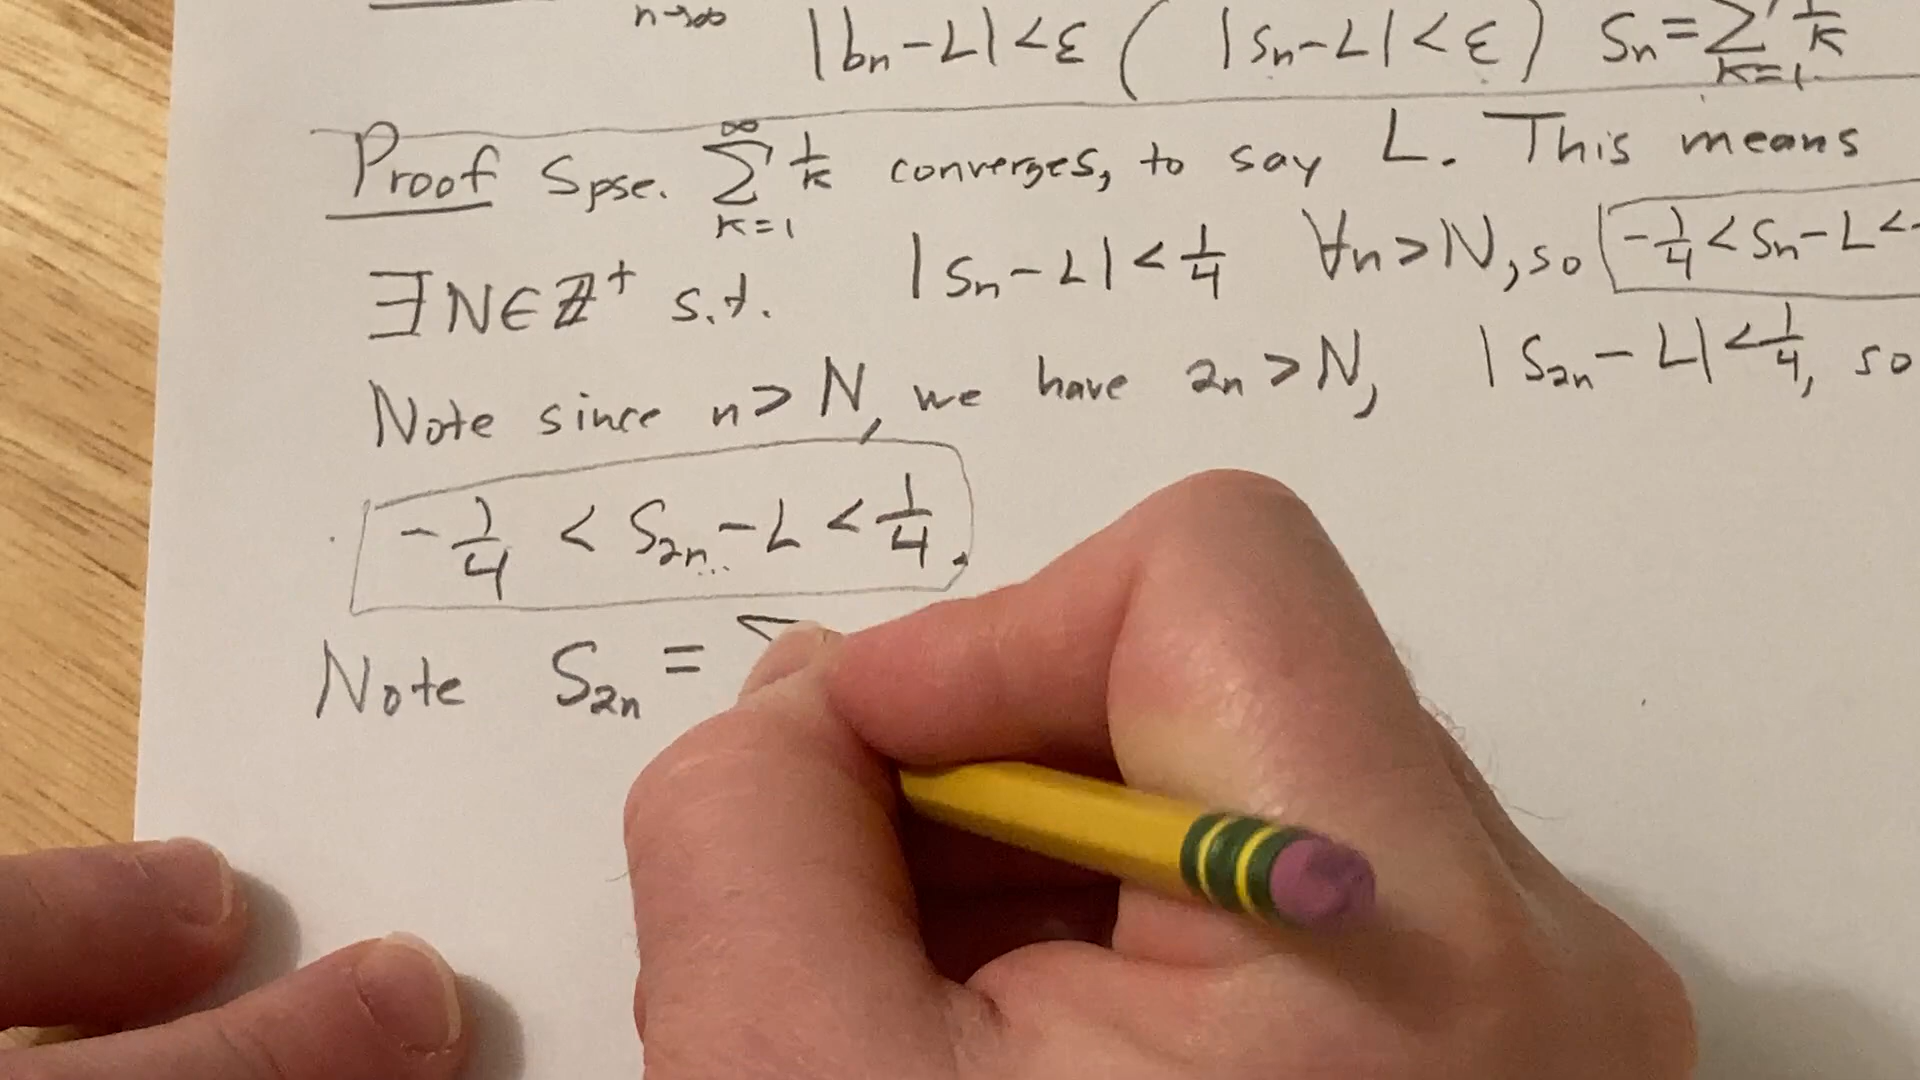 n→∞ |bn-L|<ε ( |Sn-L|<ε) Sn=∑ 1/k k=1
Proof Spse. ∑ 1/k converges, to say L. This means
∞ k=1
∃N∈ℤ⁺ s.t. |Sn-L|<1/4 ∀n>N, so -1/4<Sn-L<
Note since n>N, we have 2n>N, |S2n-L|<1/4, so
-1/4 < S2n-L < 1/4.
Note S2n =